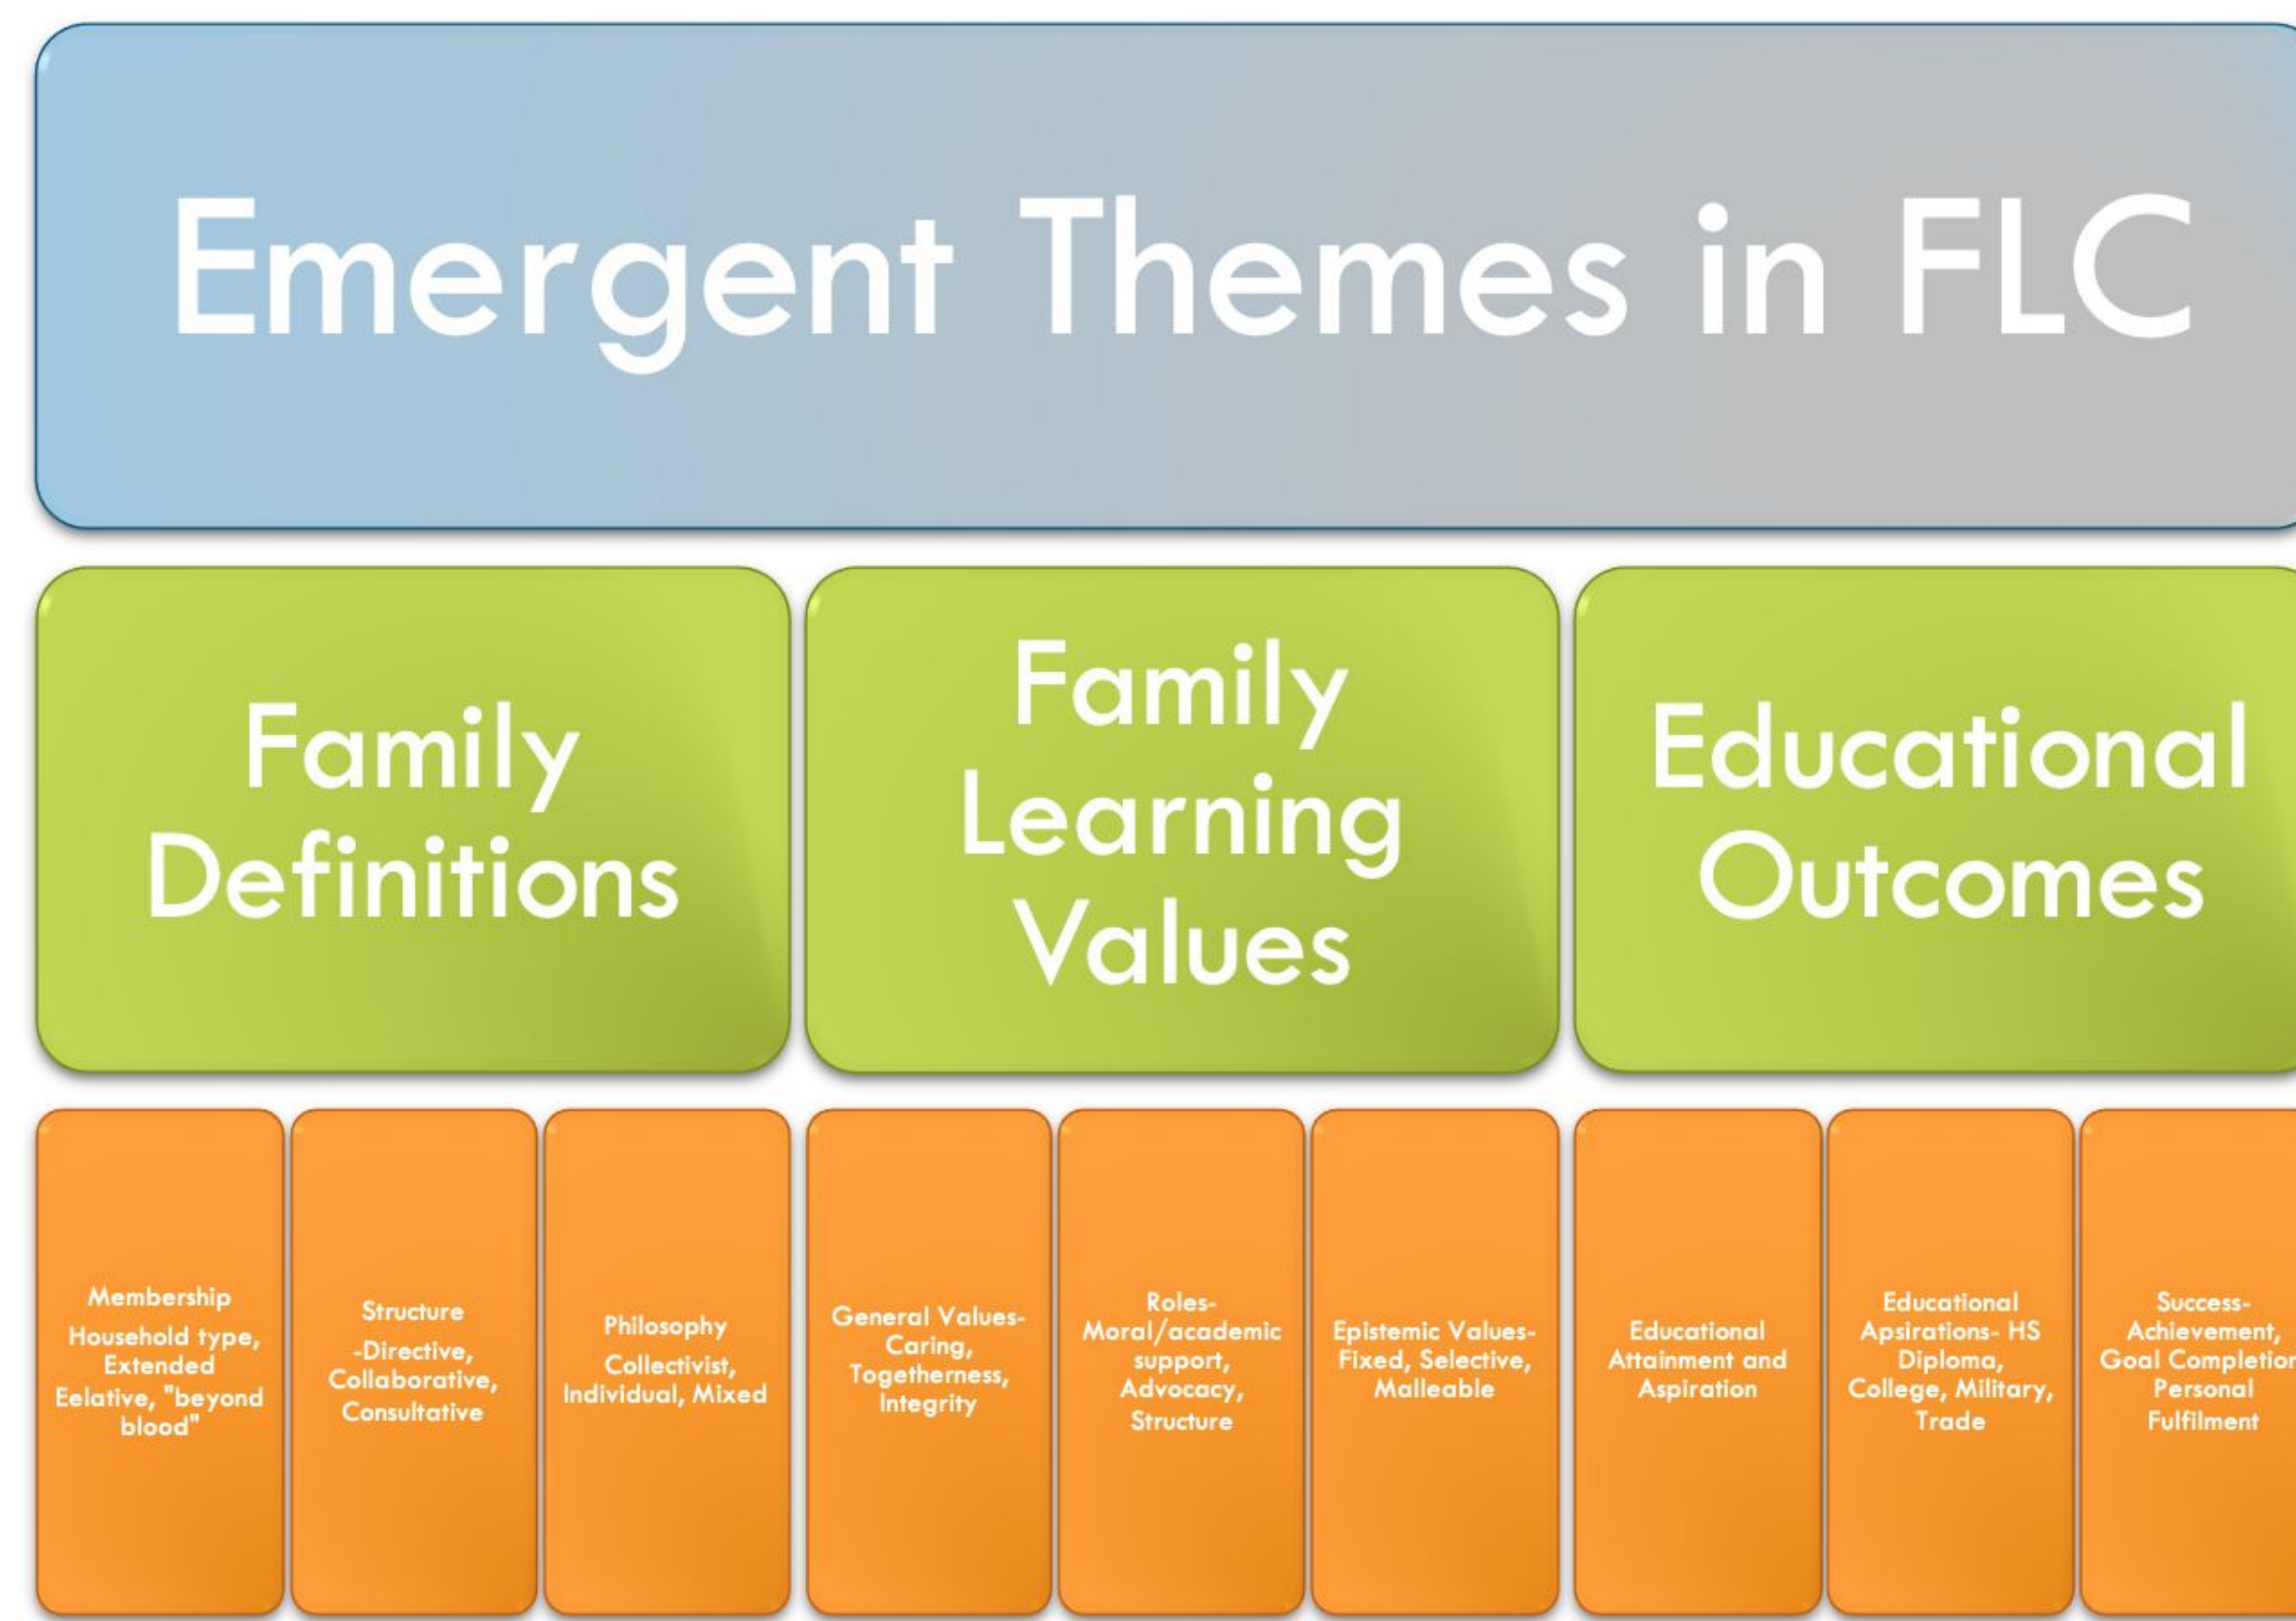 Emergent Themes in FLC
Family
Definitions
Family
Learning
Values
Educational
Outcomes
Membership
Household type,
Extended
Eelative, "beyond
blood"
Structure
-Directive,
Collaborative,
Consultative
Philosophy
Collectivist,
Individual, Mixed
General Values-
Caring,
Togetherness,
Integrity
Roles-
Moral/academic
support,
Advocacy,
Structure
Epistemic Values-
Fixed, Selective,
Malleable
Educational
Attainment and
Aspiration
Educational
Apsirations- HS
Diploma,
College, Military,
Trade
Success-
Achievement,
Goal Completion
Personal
Fulfilment